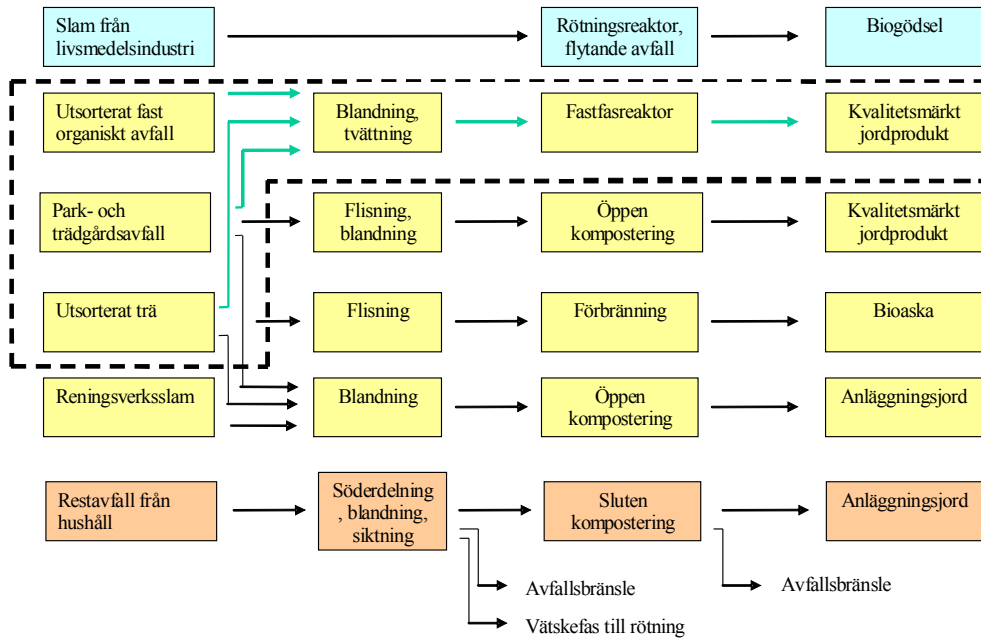 Slam från
livsmedelsindustri
Rötningsreaktor,
flytande avfall
Biogödsel
Utsorterat fast
organiskt avfall
Blandning,
tvättning
Fastfasreaktor
Kvalitetsmärkt
jordprodukt
Park- och
trädgårdsavfall
Flisning,
blandning
Öppen
kompostering
Kvalitetsmärkt
jordprodukt
Utsorterat trä
Flisning
Förbränning
Bioaska
Reningsverksslam
Blandning
Öppen
kompostering
Anläggningsjord
Restavfall från
hushåll
Söderdelning
, blandning,
siktning
Sluten
kompostering
Anläggningsjord
Avfallsbränsle
Avfallsbränsle
Vätskefas till rötning